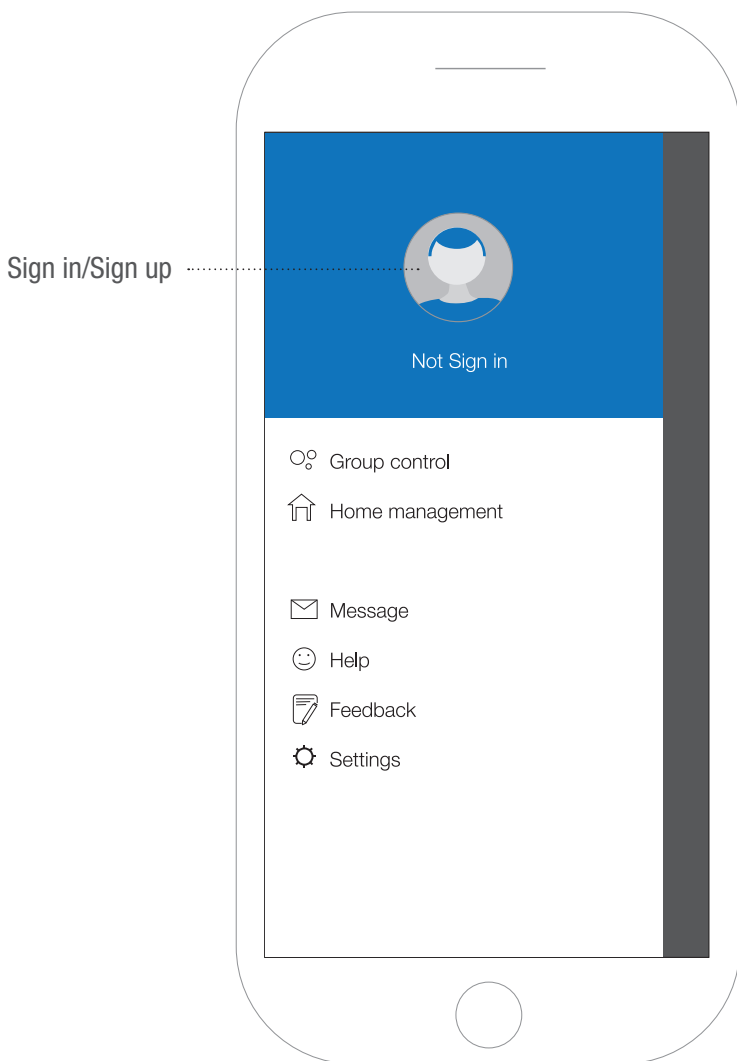 Sign in/Sign up
Not Sign in
Group control
Home management
Message
Help
Feedback
Settings